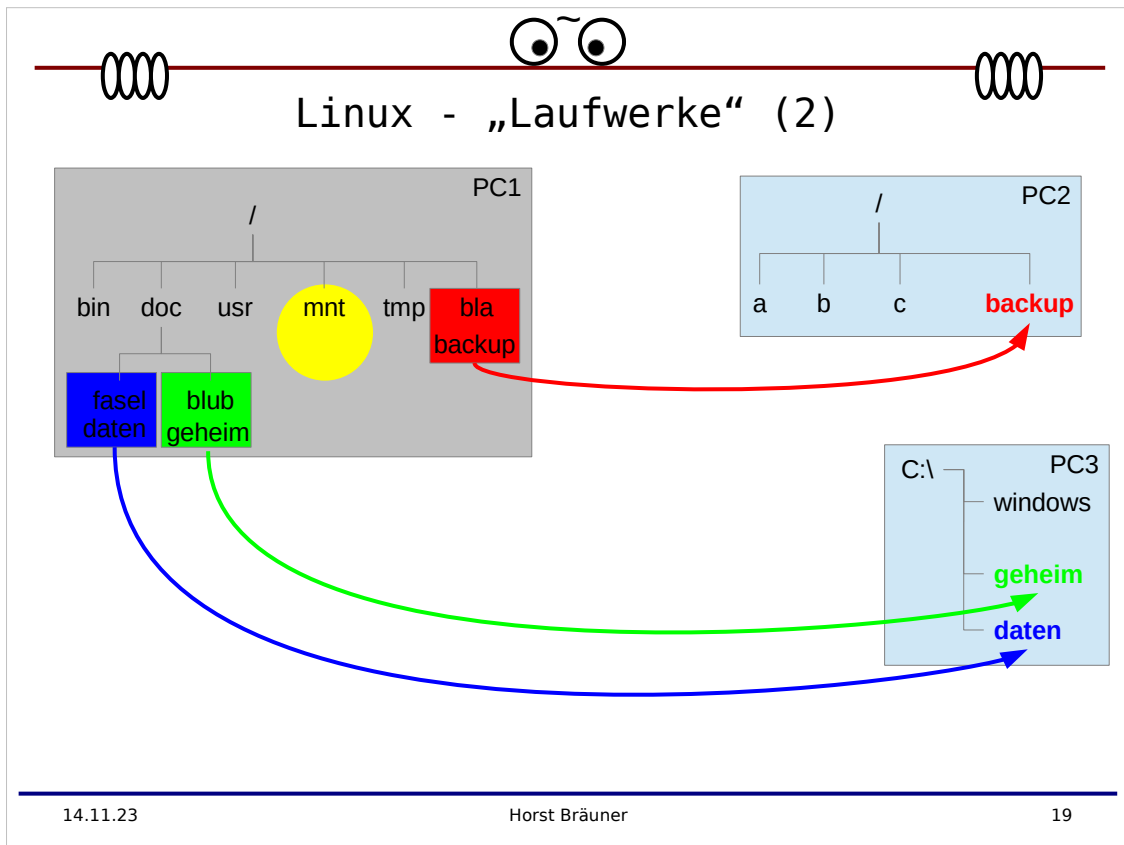 ~
Linux - „Laufwerke“ (2)
PC1
/
bin doc usr mnt tmp bla
backup
fasel blub
daten geheim
PC2
/
a b c backup
C:\ PC3
windows
geheim
daten
14.11.23 Horst Bräuner 19